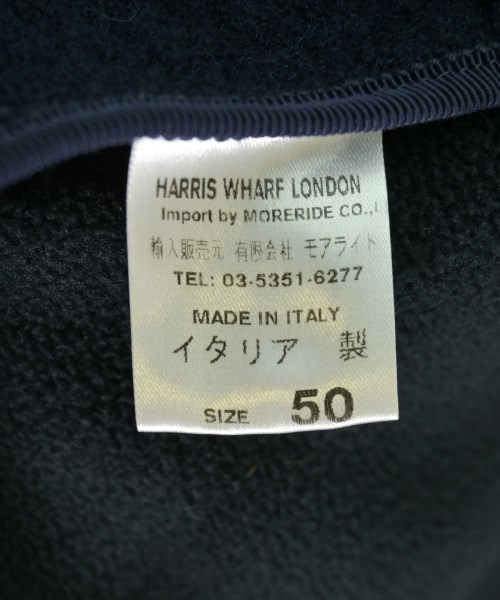 HARRIS WHARF LONDON
Import by MORERIDE CO.,L
輸入販売元 有限会社 モアライド
TEL: 03-5351-6277
MADE IN ITALY
イタリア 製
SIZE 50